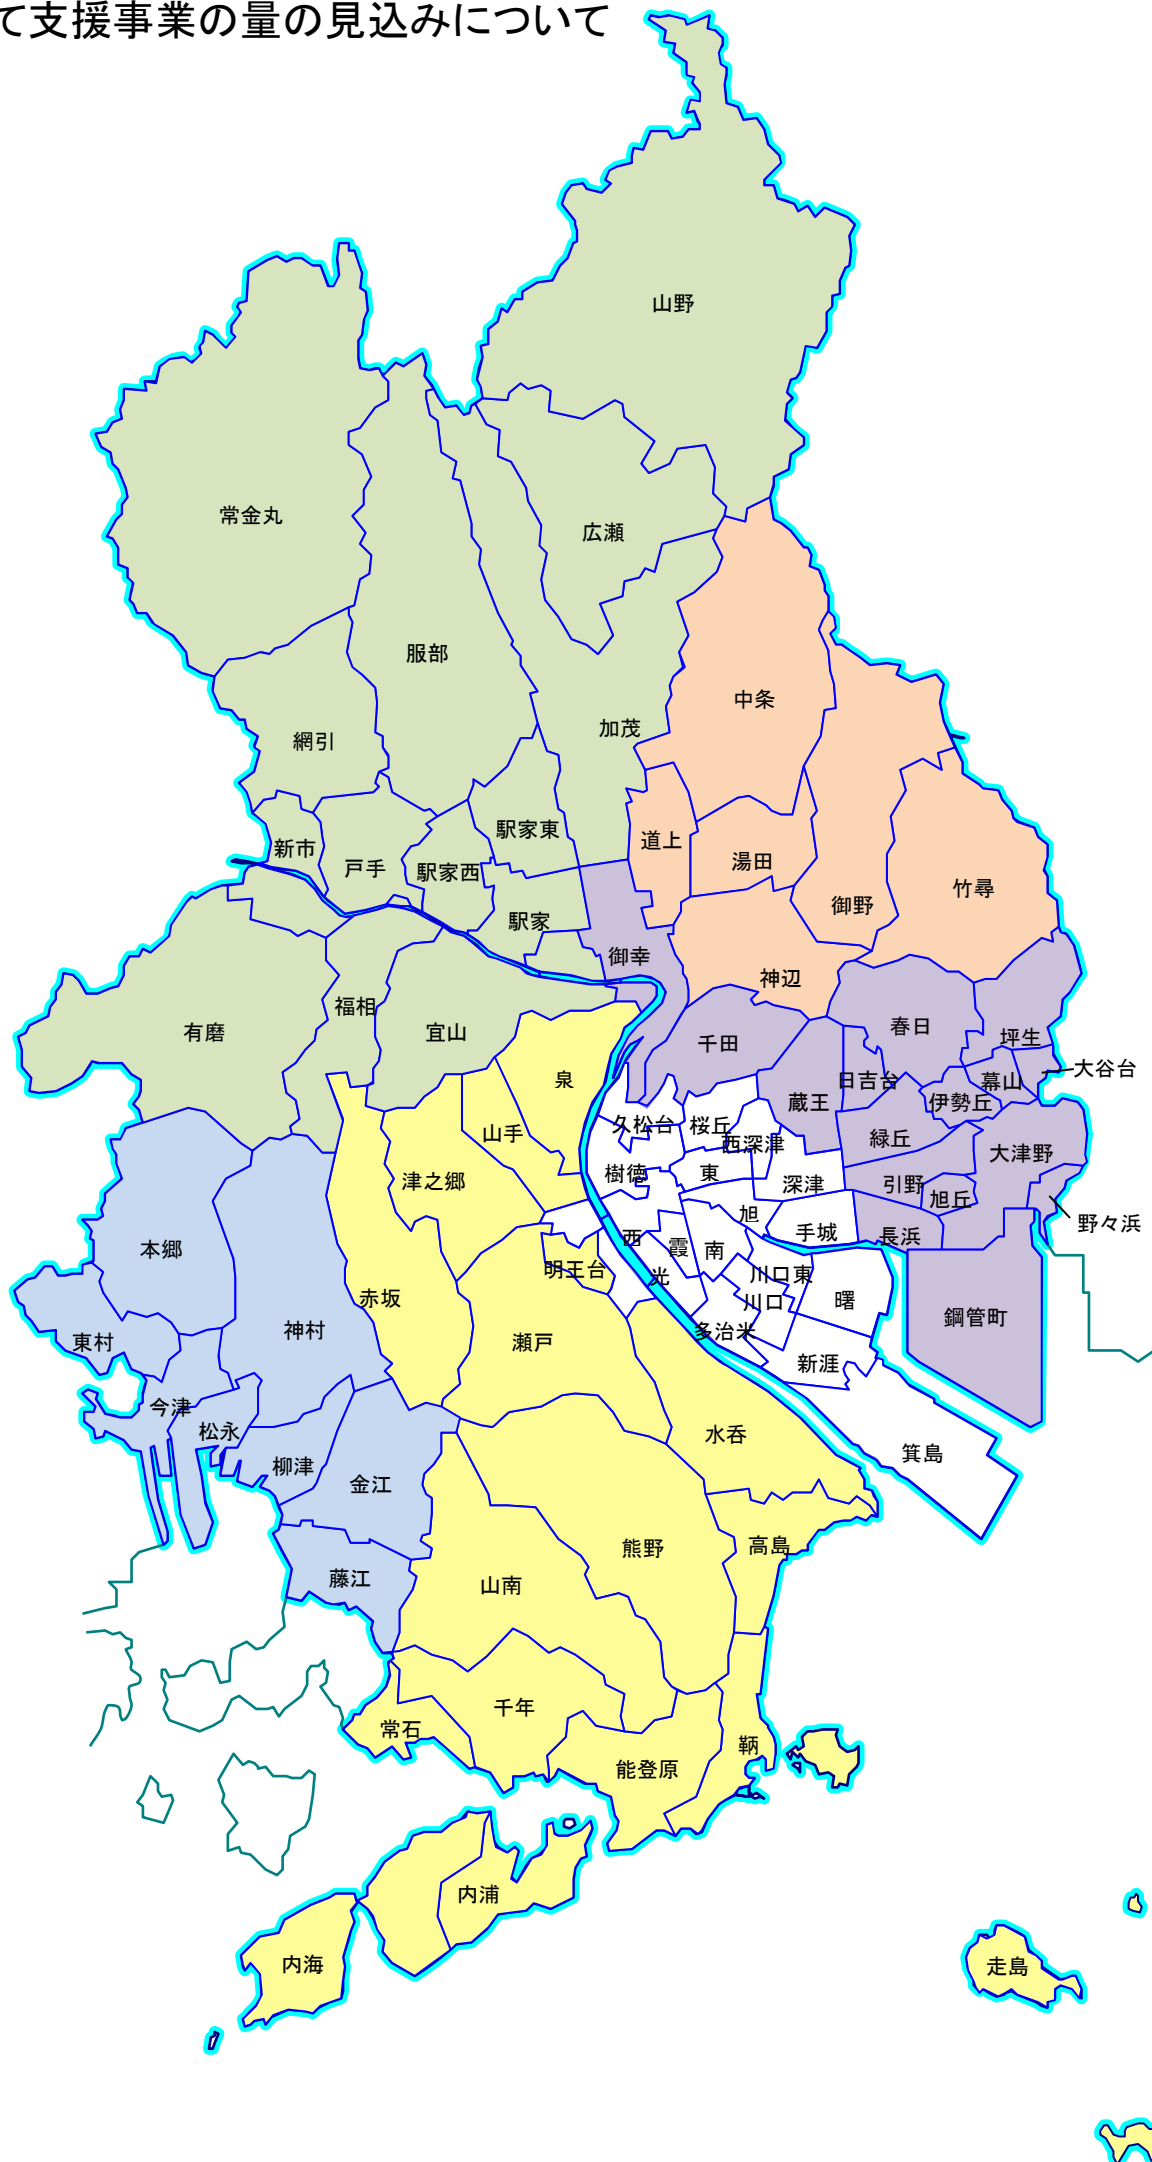 て支援事業の量の見込みについて
山野
常金丸
広瀬
服部
中条
加茂
網引
駅家東
道上
新市
湯田
戸手
駅家西
竹尋
御野
駅家
御幸
神辺
福相
春日
有磨
宜山
坪生
千田
大谷台
泉
日吉台
幕山
蔵王
伊勢丘
久松台
桜丘
山手
緑丘
西深津
大津野
樹徳
東
津之郷
深津
引野
旭丘
旭
野々浜
手城
長浜
西
本郷
霞
南
明王台
光
川口東
赤坂
川口
曙
鋼管町
神村
多治米
東村
瀬戸
新涯
今津
松永
水呑
箕島
柳津
金江
高島
熊野
藤江
山南
千年
常石
鞆
能登原
内浦
内海
走島